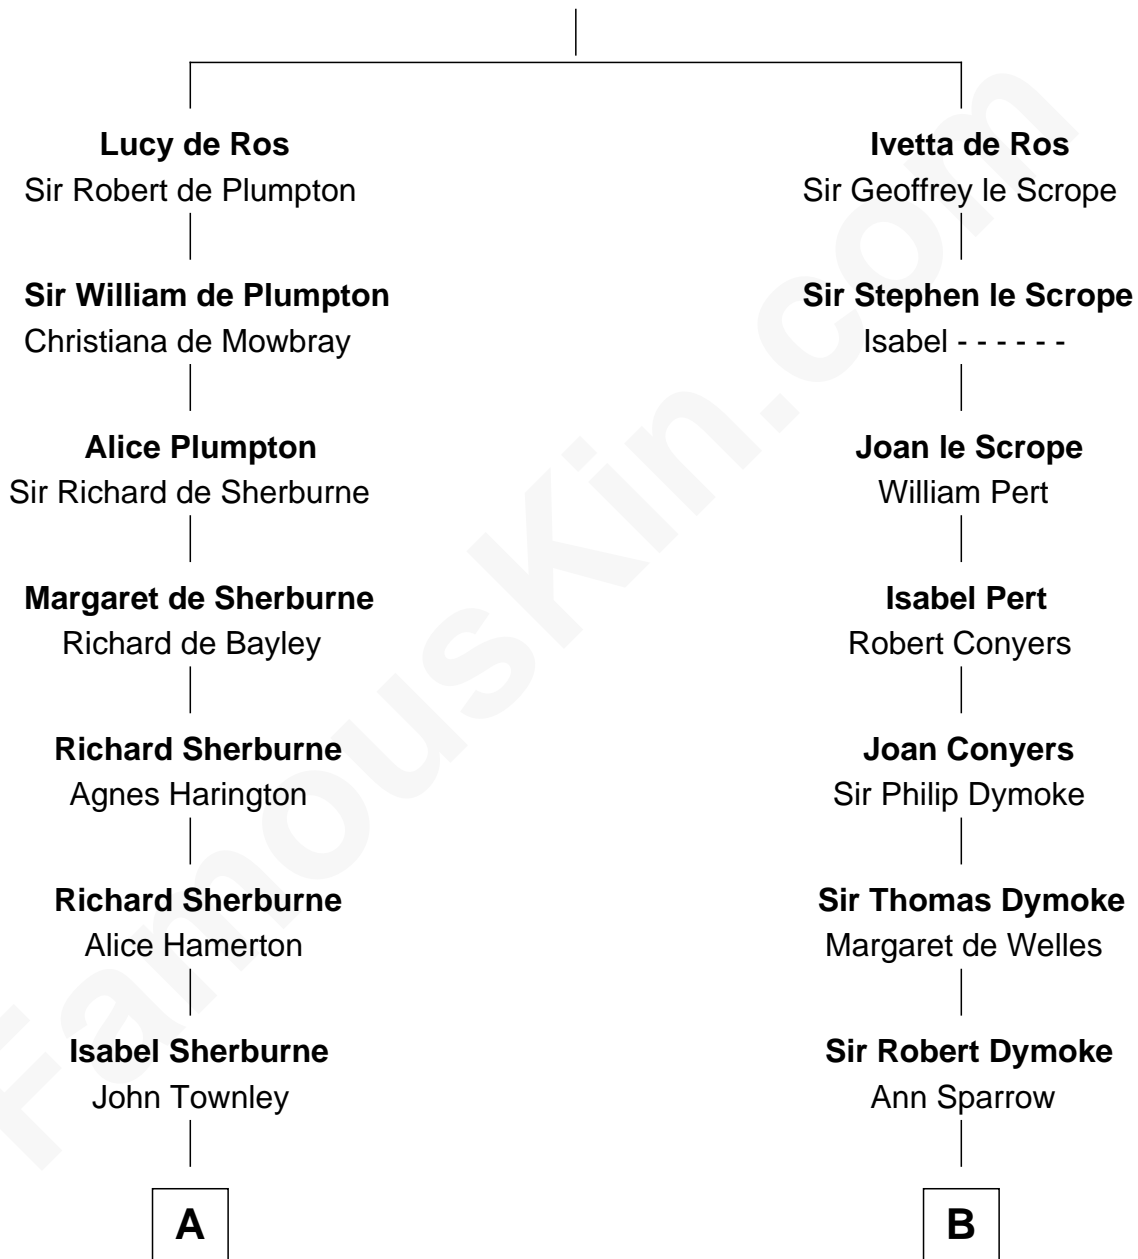 Lucy de Ros
Sir Robert de Plumpton
Sir William de Plumpton
Christiana de Mowbray
Alice Plumpton
Sir Richard de Sherburne
Margaret de Sherburne
Richard de Bayley
Richard Sherburne
Agnes Harington
Richard Sherburne
Alice Hamerton
Isabel Sherburne
John Townley
A
Ivetta de Ros
Sir Geoffrey le Scrope
Sir Stephen le Scrope
Isabel - - - - - -
Joan le Scrope
William Pert
Isabel Pert
Robert Conyers
Joan Conyers
Sir Philip Dymoke
Sir Thomas Dymoke
Margaret de Welles
Sir Robert Dymoke
Ann Sparrow
B
FamousKin.com